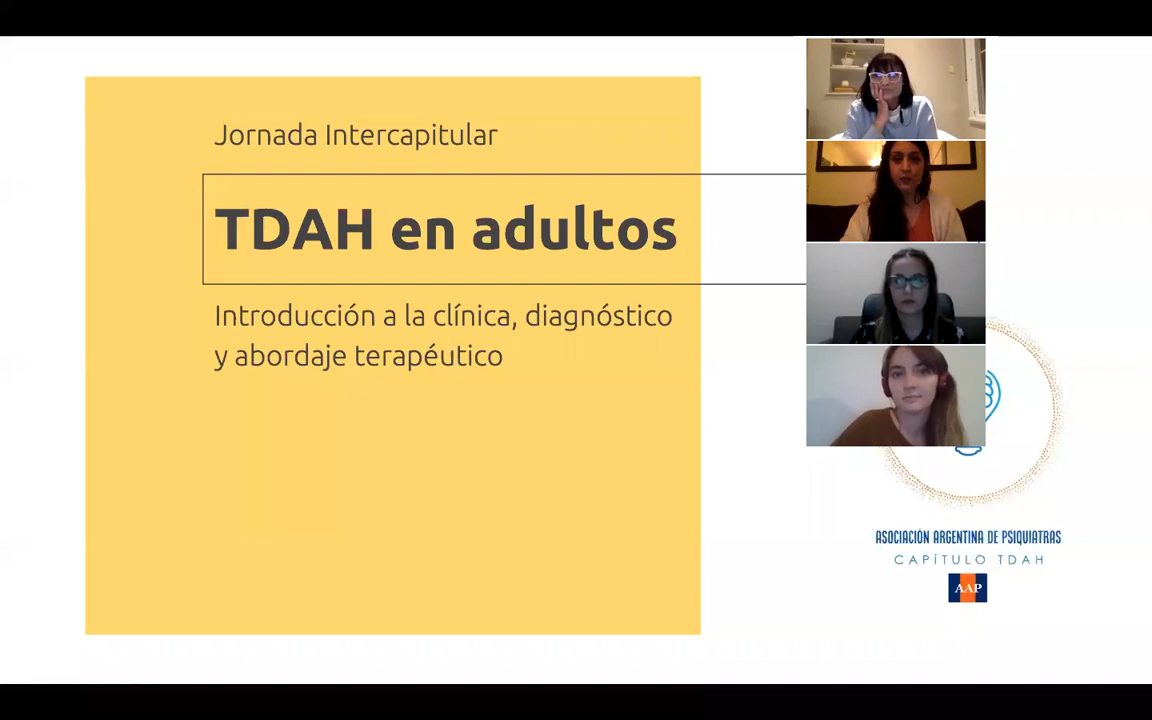 Jornada Intercapitular
TDAH en adultos
Introducción a la clínica, diagnóstico
y abordaje terapéutico
ASOCIACIÓN ARGENTINA DE PSIQUIATRAS
CAPÍTULO TDAH
AAP